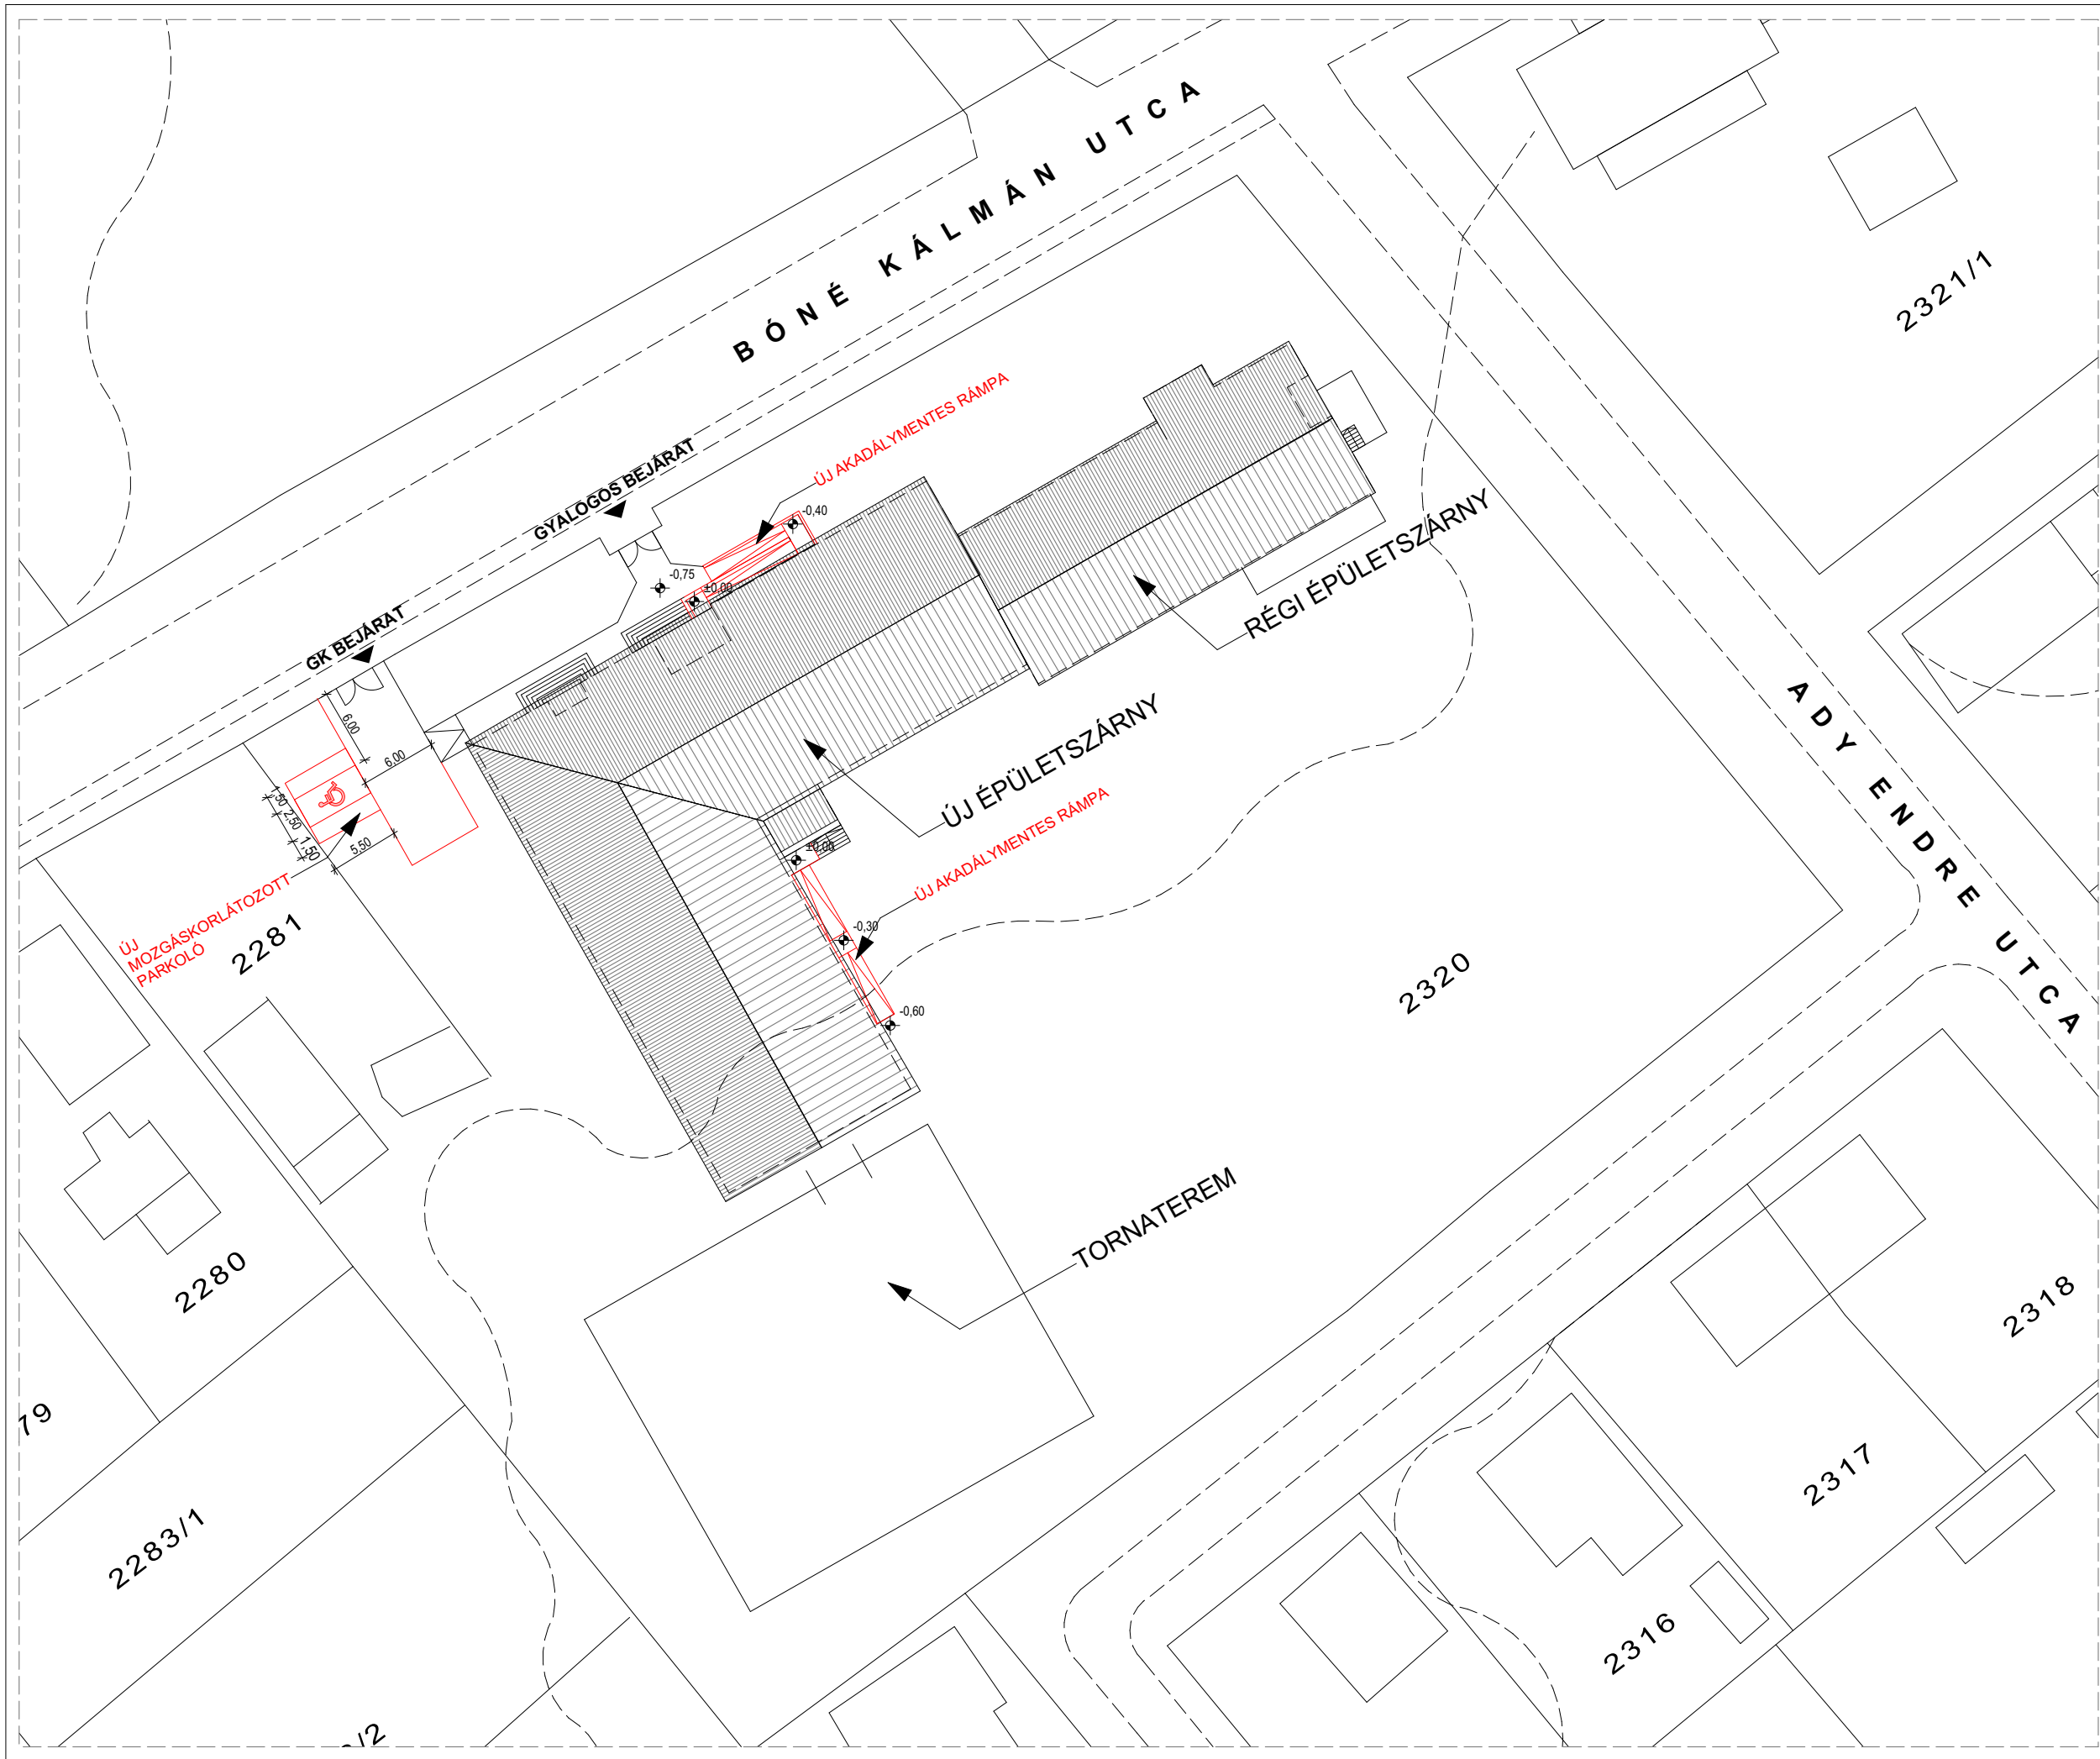 BÓNÉ KÁLMÁN UTCA
2321/1
ÚJ AKADÁLYMENTES RÁMPA
GYALOGOS BEJÁRAT
-0,40
-0,75
±0,00
RÉGI ÉPÜLETSZÁRNY
GK BEJÁRAT
6,00
6,00
1,50
2,50
1,50
5,50
ÚJ ÉPÜLETSZÁRNY
ADY ENDRE UTCA
±0,00
ÚJ AKADÁLYMENTES RÁMPA
-0,30
-0,60
ÚJ
MOZGÁSKORLÁTOZOTT
PARKOLÓ
2281
2320
TORNATEREM
2280
2318
79
2317
2283/1
2316
/2